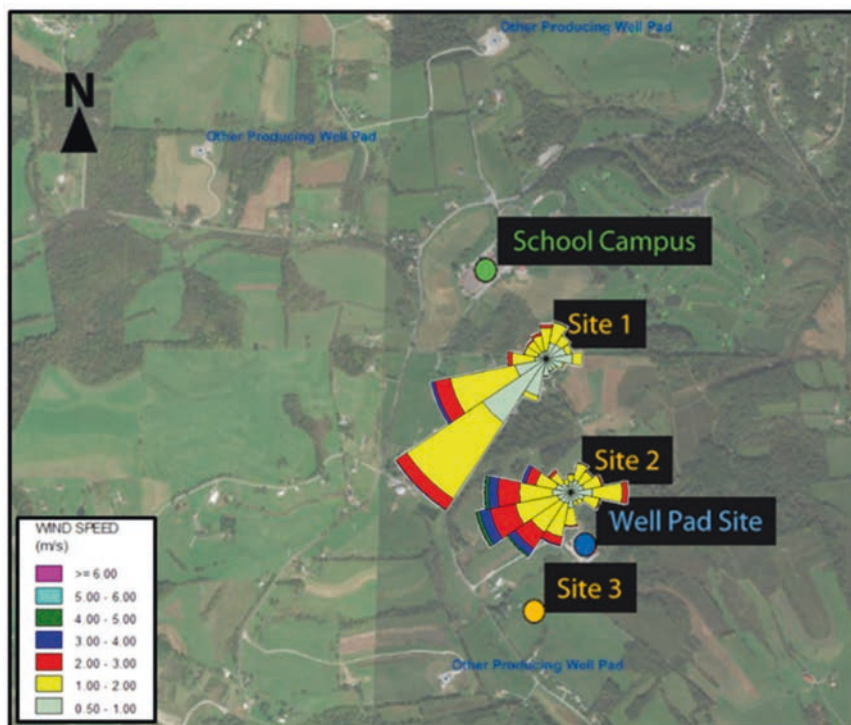 Other Producing Well Pad
N
Other Producing Well Pad
School Campus
Site 1
Site 2
Well Pad Site
Site 3
Other Producing Well Pad
WIND SPEED
(m/s)
>= 6.00
5.00 - 6.00
4.00 - 5.00
3.00 - 4.00
2.00 - 3.00
1.00 - 2.00
0.50 - 1.00